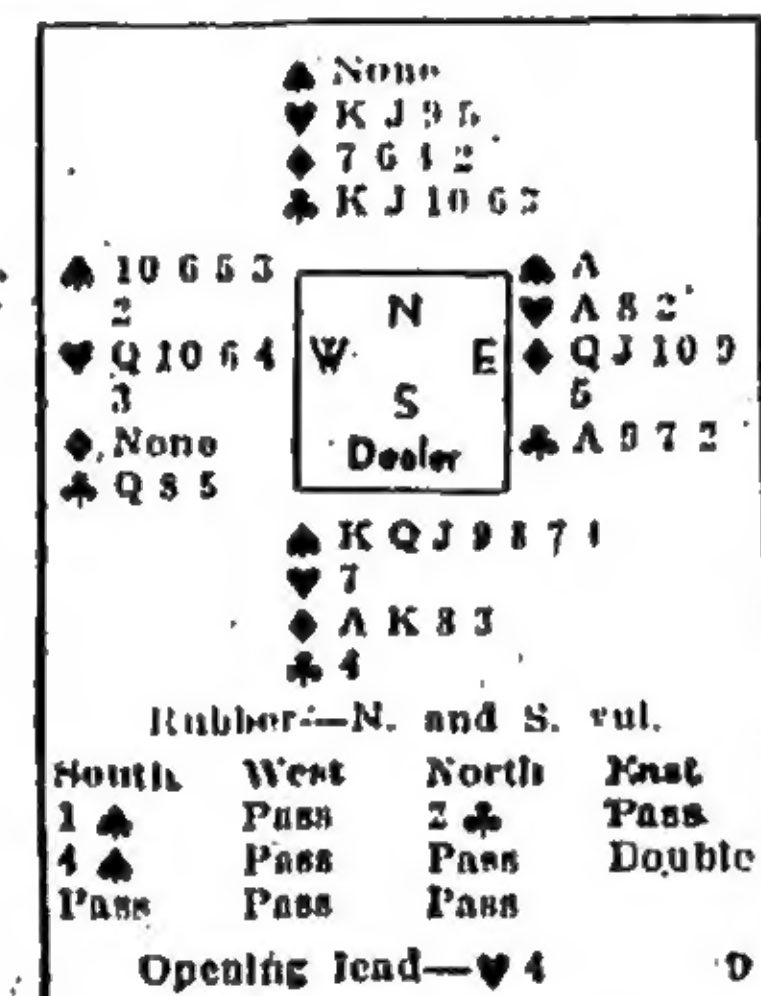 ♠ None
♥ K J 9 5
♦ 7 6 4 2
♣ K J 10 6 3
♠ 10 6 5 3
2
♥ Q 10 6 4
3
♦ None
♣ Q 8 5
N
W E
S
Dealer
♠ A
♥ A 8 2
♦ Q J 10 9
5
♣ A 9 7 2
♠ K Q J 9 8 7 4
♥ 7
♦ A K 8 3
♣ 4
Rubber—N. and S. vul.
South West North East
1 ♠ Pass 2 ♣ Pass
4 ♠ Pass Pass Double
Pass Pass Pass
Opening lead—♥ 4 9